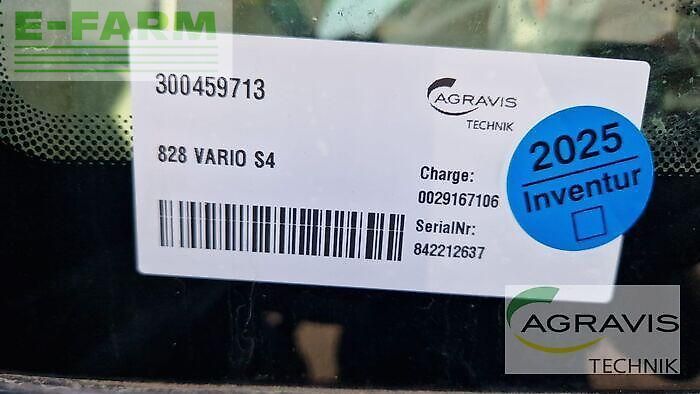 E-FARM
300459713
AGRAVIS
TECHNIK
828 VARIO S4
Charge:
0029167106
SerialNr:
842212637
2025
Inventur
AGRAVIS
TECHNIK